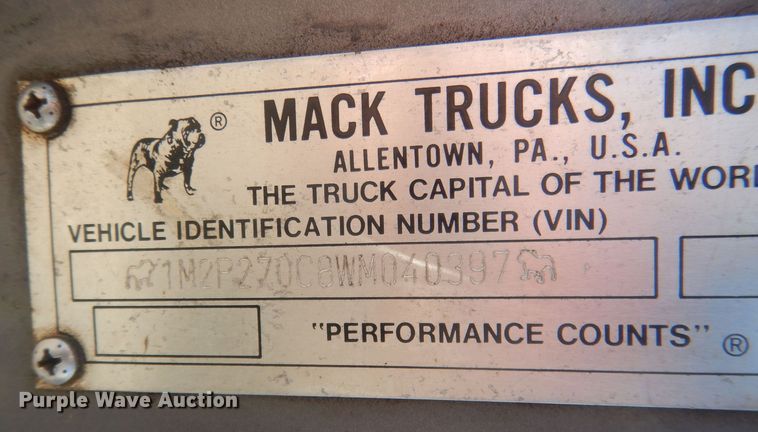 MACK TRUCKS, INC
ALLENTOWN, PA., U.S.A.
THE TRUCK CAPITAL OF THE WOR
VEHICLE IDENTIFICATION NUMBER (VIN)
1M2P270C8WM040397
"PERFORMANCE COUNTS" ®
®
Purple Wave Auction